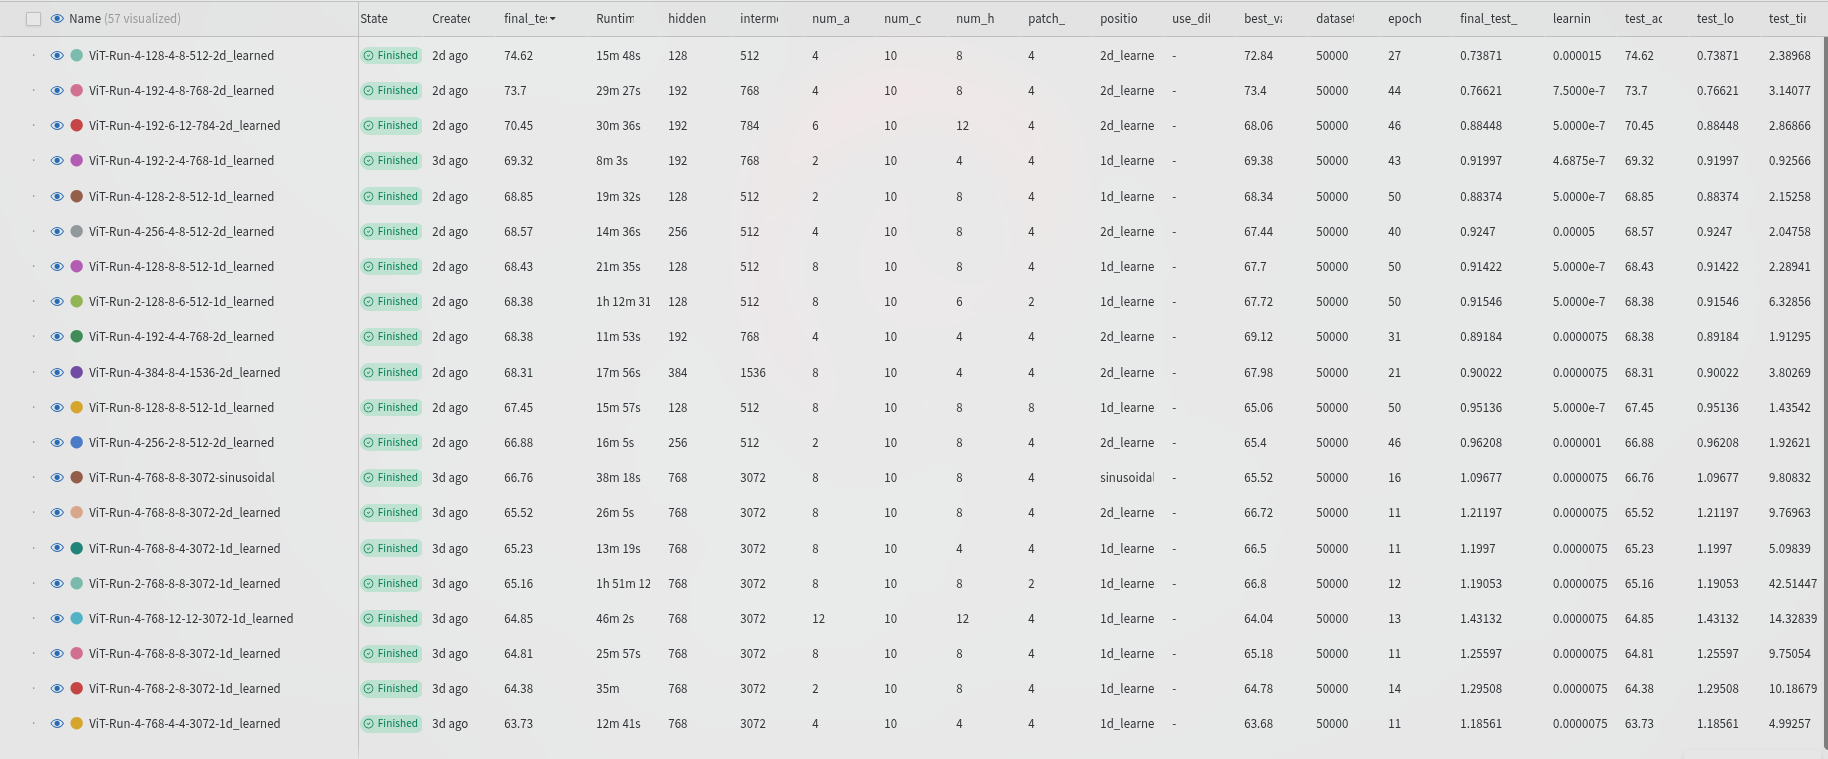 Name (57 visualized) State Created final_tes Runtim hidden interme num_a num_c num_h patch_ positio use_dif best_va dataset epoch final_test_ learnin test_ac test_lo test_tir
ViT-Run-4-128-4-8-512-2d_learned Finished 2d ago 74.62 15m 48s 128 512 4 10 8 4 2d_learne - 72.84 50000 27 0.73871 0.000015 74.62 0.73871 2.38968
ViT-Run-4-192-4-8-768-2d_learned Finished 2d ago 73.7 29m 27s 192 768 4 10 8 4 2d_learne - 73.4 50000 44 0.76621 7.5000e-7 73.7 0.76621 3.14077
ViT-Run-4-192-6-12-784-2d_learned Finished 2d ago 70.45 30m 36s 192 784 6 10 12 4 2d_learne - 68.06 50000 46 0.88448 5.0000e-7 70.45 0.88448 2.86866
ViT-Run-4-192-2-4-768-1d_learned Finished 3d ago 69.32 8m 3s 192 768 2 10 4 4 1d_learne - 69.38 50000 43 0.91997 4.6875e-7 69.32 0.91997 0.92566
ViT-Run-4-128-2-8-512-1d_learned Finished 2d ago 68.85 19m 32s 128 512 2 10 8 4 1d_learne - 68.34 50000 50 0.88374 5.0000e-7 68.85 0.88374 2.15258
ViT-Run-4-256-4-8-512-2d_learned Finished 2d ago 68.57 14m 36s 256 512 4 10 8 4 2d_learne - 67.44 50000 40 0.9247 0.00005 68.57 0.9247 2.04758
ViT-Run-4-128-8-8-512-1d_learned Finished 2d ago 68.43 21m 35s 128 512 8 10 8 4 1d_learne - 67.7 50000 50 0.91422 5.0000e-7 68.43 0.91422 2.28941
ViT-Run-2-128-8-6-512-1d_learned Finished 2d ago 68.38 1h 12m 31 128 512 8 10 6 2 1d_learne - 67.72 50000 50 0.91546 5.0000e-7 68.38 0.91546 6.32856
ViT-Run-4-192-4-4-768-2d_learned Finished 2d ago 68.38 11m 53s 192 768 4 10 4 4 2d_learne - 69.12 50000 31 0.89184 0.0000075 68.38 0.89184 1.91295
ViT-Run-4-384-8-4-1536-2d_learned Finished 2d ago 68.31 17m 56s 384 1536 8 10 4 4 2d_learne - 67.98 50000 21 0.90022 0.0000075 68.31 0.90022 3.80269
ViT-Run-8-128-8-8-512-1d_learned Finished 2d ago 67.45 15m 57s 128 512 8 10 8 8 1d_learne - 65.06 50000 50 0.95136 5.0000e-7 67.45 0.95136 1.43542
ViT-Run-4-256-2-8-512-2d_learned Finished 2d ago 66.88 16m 5s 256 512 2 10 8 4 2d_learne - 65.4 50000 46 0.96208 0.000001 66.88 0.96208 1.92621
ViT-Run-4-768-8-8-3072-sinusoidal Finished 3d ago 66.76 38m 18s 768 3072 8 10 8 4 sinusoidal - 65.52 50000 16 1.09677 0.0000075 66.76 1.09677 9.80832
ViT-Run-4-768-8-8-3072-2d_learned Finished 3d ago 65.52 26m 5s 768 3072 8 10 8 4 2d_learne - 66.72 50000 11 1.21197 0.0000075 65.52 1.21197 9.76963
ViT-Run-4-768-8-4-3072-1d_learned Finished 3d ago 65.23 13m 19s 768 3072 8 10 4 4 1d_learne - 66.5 50000 11 1.1997 0.0000075 65.23 1.1997 5.09839
ViT-Run-2-768-8-8-3072-1d_learned Finished 3d ago 65.16 1h 51m 12 768 3072 8 10 8 2 1d_learne - 66.8 50000 12 1.19053 0.0000075 65.16 1.19053 42.51447
ViT-Run-4-768-12-12-3072-1d_learned Finished 3d ago 64.85 46m 2s 768 3072 12 10 12 4 1d_learne - 64.04 50000 13 1.43132 0.0000075 64.85 1.43132 14.32839
ViT-Run-4-768-8-8-3072-1d_learned Finished 3d ago 64.81 25m 57s 768 3072 8 10 8 4 1d_learne - 65.18 50000 11 1.25597 0.0000075 64.81 1.25597 9.75054
ViT-Run-4-768-2-8-3072-1d_learned Finished 3d ago 64.38 35m 768 3072 2 10 8 4 1d_learne - 64.78 50000 14 1.29508 0.0000075 64.38 1.29508 10.18679
ViT-Run-4-768-4-4-3072-1d_learned Finished 3d ago 63.73 12m 41s 768 3072 4 10 4 4 1d_learne - 63.68 50000 11 1.18561 0.0000075 63.73 1.18561 4.99257